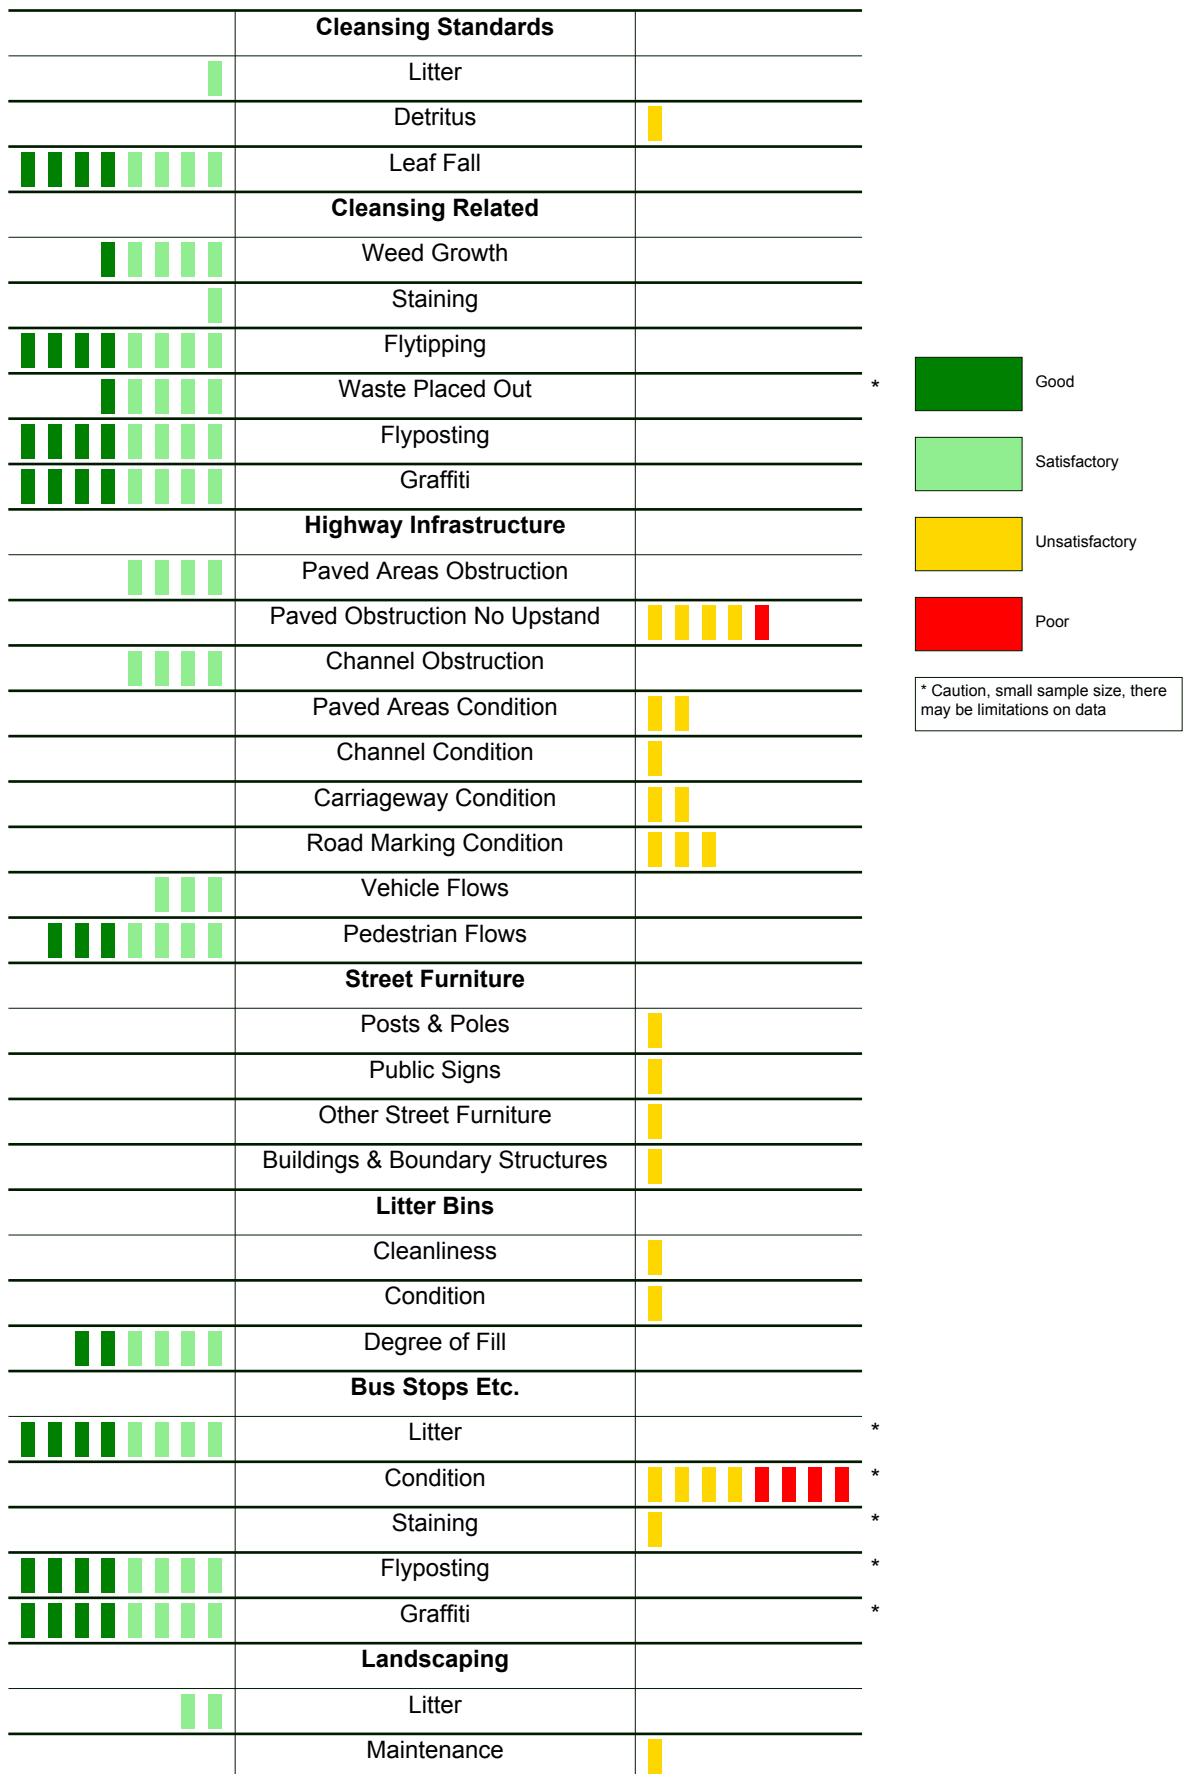 Cleansing Standards
Litter
Detritus
Leaf Fall
Cleansing Related
Weed Growth
Staining
Flytipping
Waste Placed Out *
Flyposting
Graffiti
Highway Infrastructure
Paved Areas Obstruction
Paved Obstruction No Upstand
Channel Obstruction
Paved Areas Condition
Channel Condition
Carriageway Condition
Road Marking Condition
Vehicle Flows
Pedestrian Flows
Street Furniture
Posts & Poles
Public Signs
Other Street Furniture
Buildings & Boundary Structures
Litter Bins
Cleanliness
Condition
Degree of Fill
Bus Stops Etc.
Litter *
Condition *
Staining *
Flyposting *
Graffiti *
Landscaping
Litter
Maintenance
Good
Satisfactory
Unsatisfactory
Poor
* Caution, small sample size, there
may be limitations on data